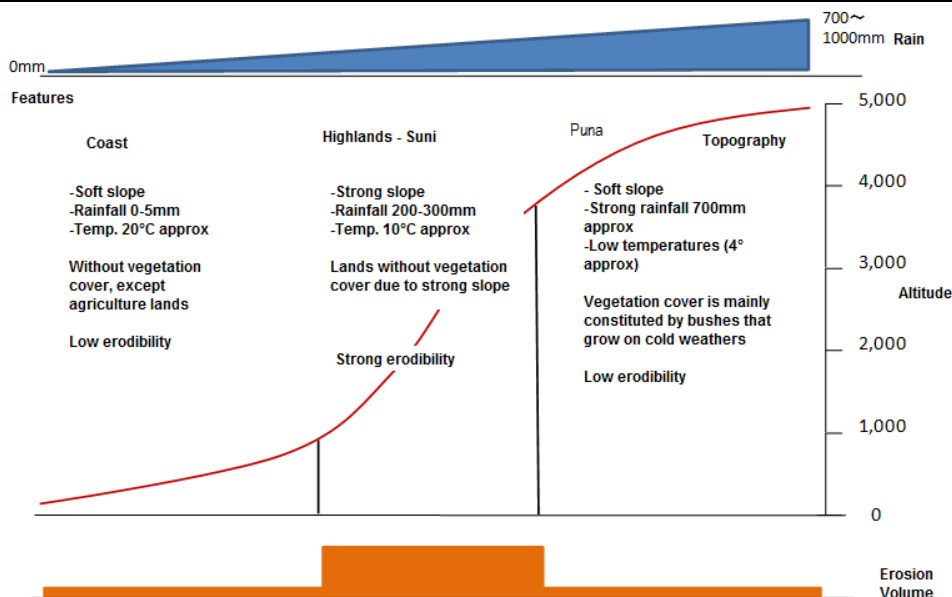 700～
1000mm Rain
0mm
Features
5,000
Coast
Highlands - Suni
Puna
Topography
-Soft slope
-Rainfall 0-5mm
-Temp. 20°C approx
Without vegetation
cover, except
agriculture lands
Low erodibility
-Strong slope
-Rainfall 200-300mm
-Temp. 10°C approx
Lands without vegetation
cover due to strong slope
Strong erodibility
- Soft slope
-Strong rainfall 700mm
approx
-Low temperatures (4°
approx)
Vegetation cover is mainly
constituted by bushes that
grow on cold weathers
Low erodibility
4,000
3,000
Altitude
2,000
1,000
0
Erosion
Volume